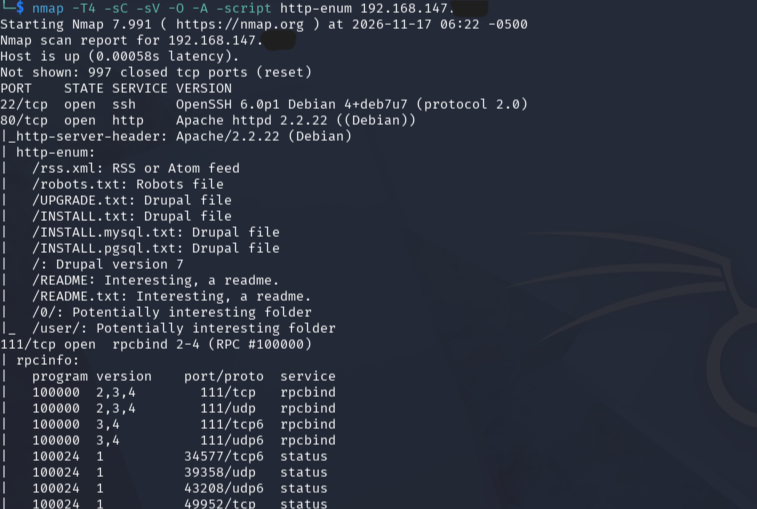 └─$ nmap -T4 -sC -sV -O -A -script http-enum 192.168.147.
Starting Nmap 7.991 ( https://nmap.org ) at 2026-11-17 06:22 -0500
Nmap scan report for 192.168.147.
Host is up (0.00058s latency).
Not shown: 997 closed tcp ports (reset)
PORT    STATE SERVICE VERSION
22/tcp  open  ssh     OpenSSH 6.0p1 Debian 4+deb7u7 (protocol 2.0)
80/tcp  open  http    Apache httpd 2.2.22 ((Debian))
|_http-server-header: Apache/2.2.22 (Debian)
| http-enum:
|   /rss.xml: RSS or Atom feed
|   /robots.txt: Robots file
|   /UPGRADE.txt: Drupal file
|   /INSTALL.txt: Drupal file
|   /INSTALL.mysql.txt: Drupal file
|   /INSTALL.pgsql.txt: Drupal file
|   /: Drupal version 7
|   /README: Interesting, a readme.
|   /README.txt: Interesting, a readme.
|   /0/: Potentially interesting folder
|_  /user/: Potentially interesting folder
111/tcp open  rpcbind 2-4 (RPC #100000)
| rpcinfo:
|   program version    port/proto  service
|   100000  2,3,4        111/tcp   rpcbind
|   100000  2,3,4        111/udp   rpcbind
|   100000  3,4          111/tcp6  rpcbind
|   100000  3,4          111/udp6  rpcbind
|   100024  1          34577/tcp6  status
|   100024  1          39358/udp   status
|   100024  1          43208/udp6  status
|   100024  1          49952/tcp   status